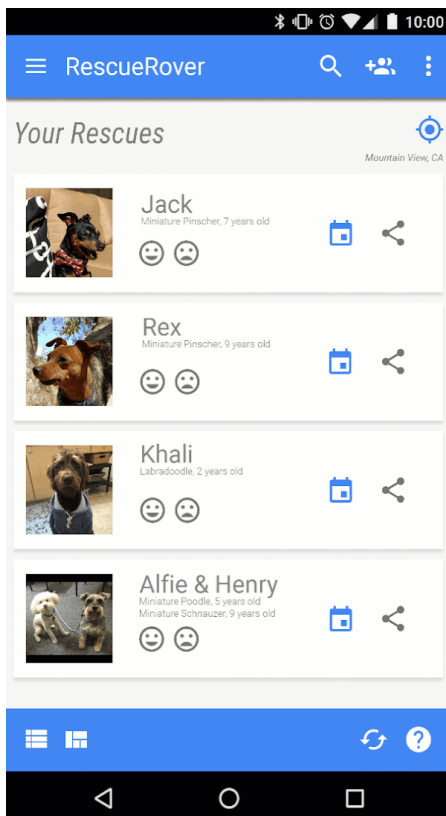 10:00
RescueRover
Your Rescues
Mountain View, CA
Jack
Miniature Pinscher, 7 years old
Rex
Miniature Pinscher, 9 years old
Khali
Labradoodle, 2 years old
Alfie & Henry
Miniature Poodle, 5 years old
Miniature Schnauzer, 9 years old